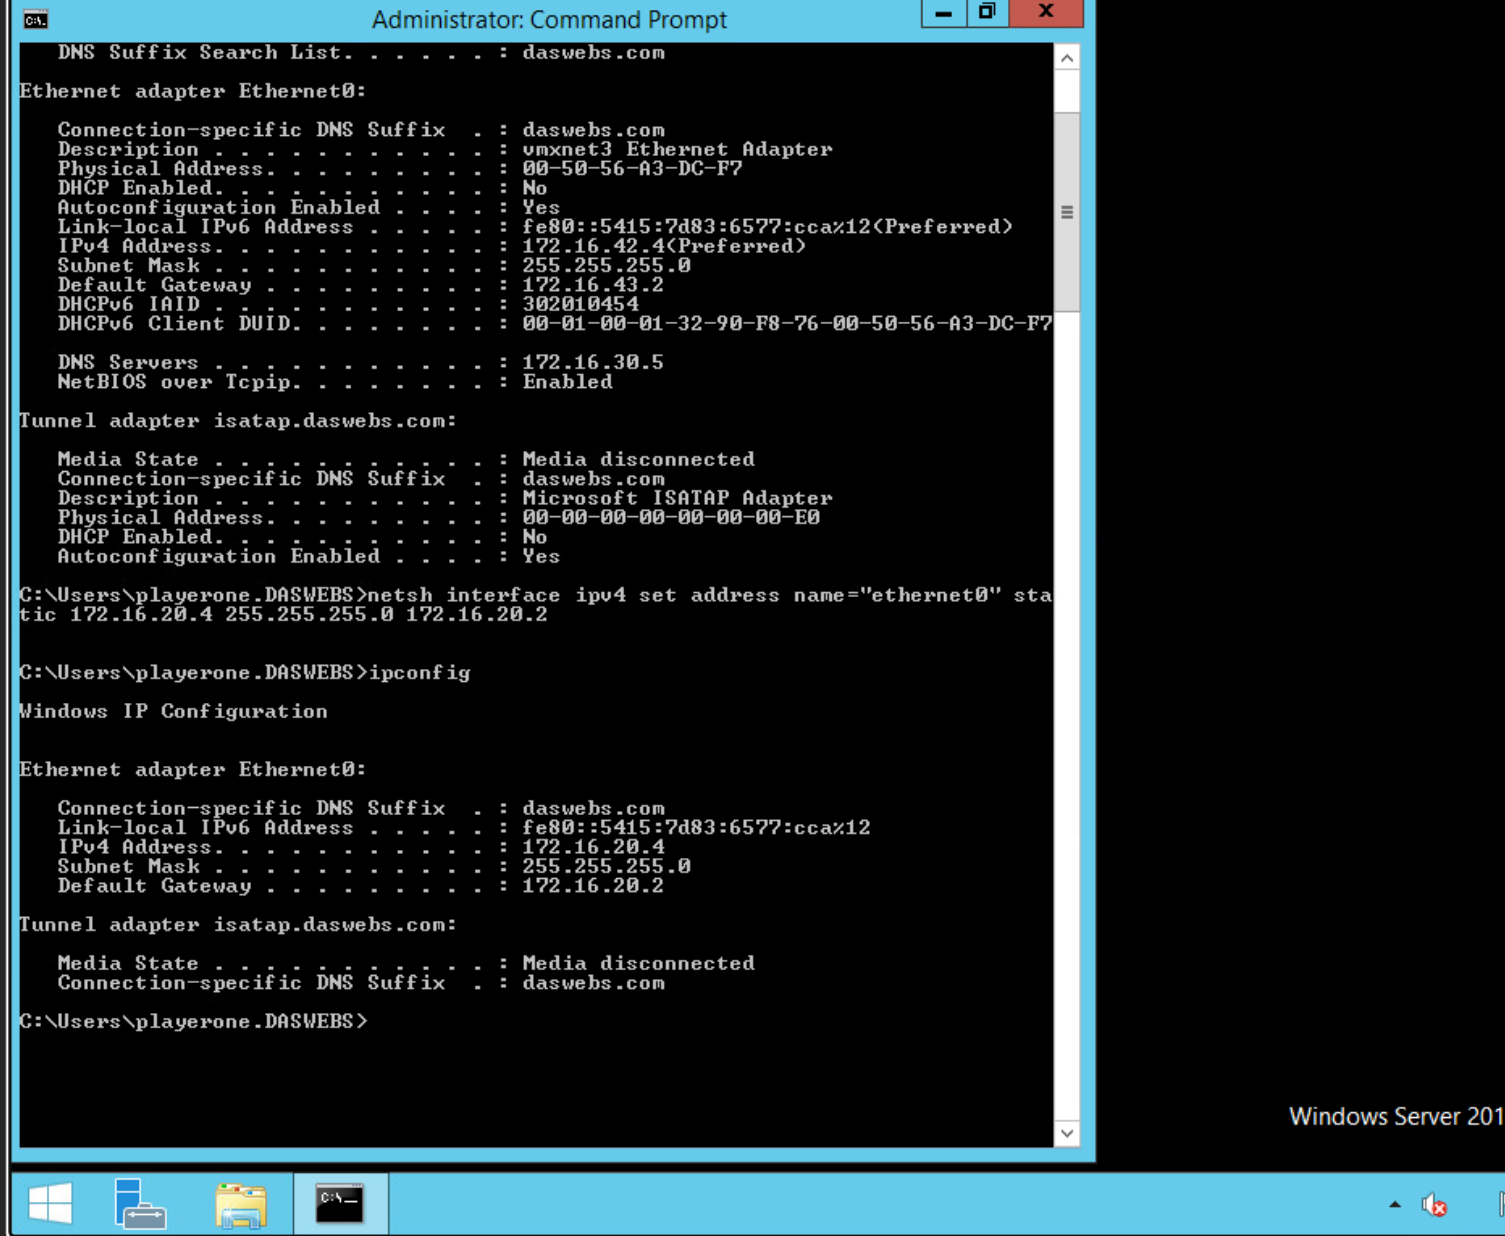 Administrator: Command Prompt
DNS Suffix Search List. . . . . . : daswebs.com
Ethernet adapter Ethernet0:
Connection-specific DNS Suffix  . : daswebs.com
Description . . . . . . . . . . . : vmxnet3 Ethernet Adapter
Physical Address. . . . . . . . . : 00-50-56-A3-DC-F7
DHCP Enabled. . . . . . . . . . . : No
Autoconfiguration Enabled . . . . : Yes
Link-local IPv6 Address . . . . . : fe80::5415:7d83:6577:cca%12(Preferred)
IPv4 Address. . . . . . . . . . . : 172.16.42.4(Preferred)
Subnet Mask . . . . . . . . . . . : 255.255.255.0
Default Gateway . . . . . . . . . : 172.16.43.2
DHCPv6 IAID . . . . . . . . . . . : 302010454
DHCPv6 Client DUID. . . . . . . . : 00-01-00-01-32-90-F8-76-00-50-56-A3-DC-F7
DNS Servers . . . . . . . . . . . : 172.16.30.5
NetBIOS over Tcpip. . . . . . . . : Enabled
Tunnel adapter isatap.daswebs.com:
Media State . . . . . . . . . . . : Media disconnected
Connection-specific DNS Suffix  . : daswebs.com
Description . . . . . . . . . . . : Microsoft ISATAP Adapter
Physical Address. . . . . . . . . : 00-00-00-00-00-00-00-E0
DHCP Enabled. . . . . . . . . . . : No
Autoconfiguration Enabled . . . . : Yes
C:\Users\playerone.DASWEBS>netsh interface ipv4 set address name="ethernet0" sta
tic 172.16.20.4 255.255.255.0 172.16.20.2
C:\Users\playerone.DASWEBS>ipconfig
Windows IP Configuration
Ethernet adapter Ethernet0:
Connection-specific DNS Suffix  . : daswebs.com
Link-local IPv6 Address . . . . . : fe80::5415:7d83:6577:cca%12
IPv4 Address. . . . . . . . . . . : 172.16.20.4
Subnet Mask . . . . . . . . . . . : 255.255.255.0
Default Gateway . . . . . . . . . : 172.16.20.2
Tunnel adapter isatap.daswebs.com:
Media State . . . . . . . . . . . : Media disconnected
Connection-specific DNS Suffix  . : daswebs.com
C:\Users\playerone.DASWEBS>
Windows Server 201